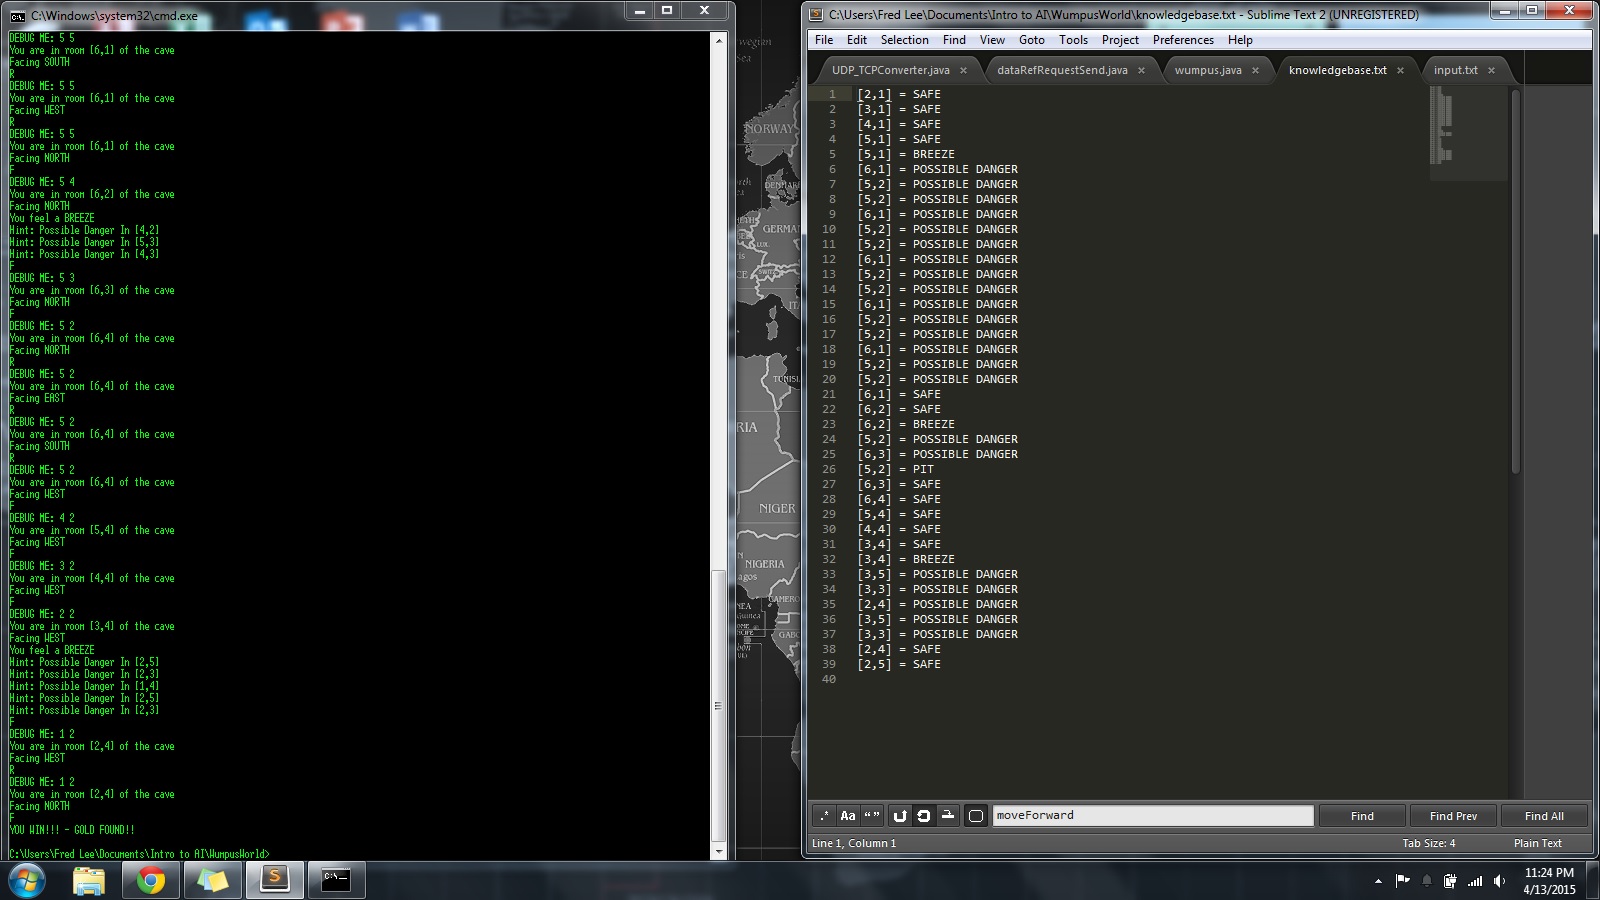 C:\Windows\system32\cmd.exe
DEBUG ME: 5 5
You are in room [6,1] of the cave
Facing SOUTH
R
DEBUG ME: 5 5
You are in room [6,1] of the cave
Facing WEST
R
DEBUG ME: 5 5
You are in room [6,1] of the cave
Facing NORTH
F
DEBUG ME: 5 4
You are in room [6,2] of the cave
Facing NORTH
You feel a BREEZE
Hint: Possible Danger In [4,2]
Hint: Possible Danger In [5,3]
Hint: Possible Danger In [4,3]
F
DEBUG ME: 5 3
You are in room [6,3] of the cave
Facing NORTH
F
DEBUG ME: 5 2
You are in room [6,4] of the cave
Facing NORTH
R
DEBUG ME: 5 2
You are in room [6,4] of the cave
Facing EAST
R
DEBUG ME: 5 2
You are in room [6,4] of the cave
Facing SOUTH
R
DEBUG ME: 5 2
You are in room [6,4] of the cave
Facing WEST
F
DEBUG ME: 4 2
You are in room [5,4] of the cave
Facing WEST
F
DEBUG ME: 3 2
You are in room [4,4] of the cave
Facing WEST
F
DEBUG ME: 2 2
You are in room [3,4] of the cave
Facing WEST
You feel a BREEZE
Hint: Possible Danger In [2,5]
Hint: Possible Danger In [2,3]
Hint: Possible Danger In [1,4]
Hint: Possible Danger In [2,5]
Hint: Possible Danger In [2,3]
F
DEBUG ME: 1 2
You are in room [2,4] of the cave
Facing WEST
R
DEBUG ME: 1 2
You are in room [2,4] of the cave
Facing NORTH
F
YOU WIN!!! - GOLD FOUND!!
C:\Users\Fred Lee\Documents\Intro to AI\WumpusWorld>
NORWAY
NIGER
NIGERIA
C:\Users\Fred Lee\Documents\Intro to AI\WumpusWorld\knowledgebase.txt - Sublime Text 2 (UNREGISTERED)
File Edit Selection Find View Goto Tools Project Preferences Help
UDP_TCPConverter.java × dataRefRequestSend.java × wumpus.java × knowledgebase.txt × input.txt ×
1 [2,1] = SAFE
2 [3,1] = SAFE
3 [4,1] = SAFE
4 [5,1] = SAFE
5 [5,1] = BREEZE
6 [6,1] = POSSIBLE DANGER
7 [5,2] = POSSIBLE DANGER
8 [5,2] = POSSIBLE DANGER
9 [6,1] = POSSIBLE DANGER
10 [5,2] = POSSIBLE DANGER
11 [5,2] = POSSIBLE DANGER
12 [6,1] = POSSIBLE DANGER
13 [5,2] = POSSIBLE DANGER
14 [5,2] = POSSIBLE DANGER
15 [6,1] = POSSIBLE DANGER
16 [5,2] = POSSIBLE DANGER
17 [5,2] = POSSIBLE DANGER
18 [6,1] = POSSIBLE DANGER
19 [5,2] = POSSIBLE DANGER
20 [5,2] = POSSIBLE DANGER
21 [6,1] = SAFE
22 [6,2] = SAFE
23 [6,2] = BREEZE
24 [5,2] = POSSIBLE DANGER
25 [6,3] = POSSIBLE DANGER
26 [5,2] = PIT
27 [6,3] = SAFE
28 [6,4] = SAFE
29 [5,4] = SAFE
30 [4,4] = SAFE
31 [3,4] = SAFE
32 [3,4] = BREEZE
33 [3,5] = POSSIBLE DANGER
34 [3,3] = POSSIBLE DANGER
35 [2,4] = POSSIBLE DANGER
36 [3,5] = POSSIBLE DANGER
37 [3,3] = POSSIBLE DANGER
38 [2,4] = SAFE
39 [2,5] = SAFE
40
.* Aa “” moveForward Find Find Prev Find All
Line 1, Column 1 Tab Size: 4 Plain Text
11:24 PM
4/13/2015